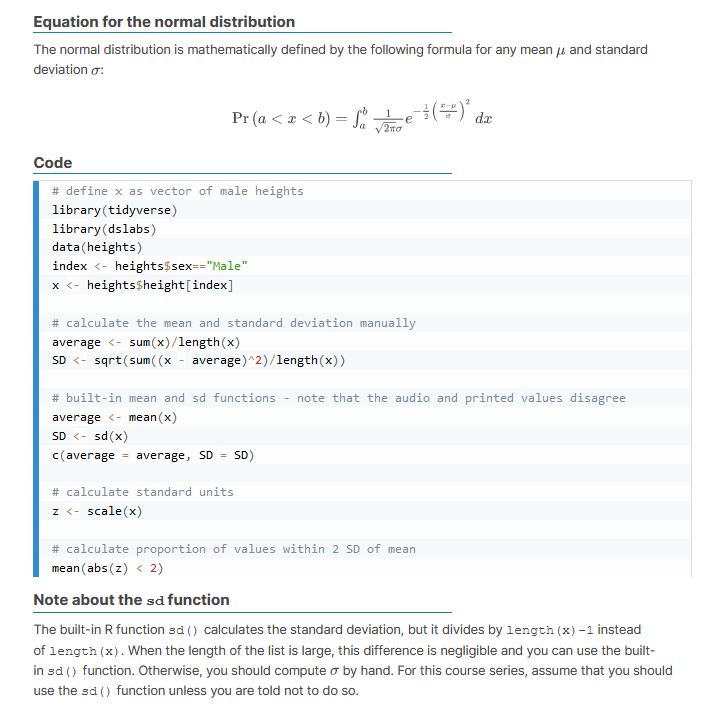 Equation for the normal distribution
The normal distribution is mathematically defined by the following formula for any mean μ and standard
deviation σ:
Pr (a < x < b) = ∫_a^b \frac{1}{\sqrt{2πσ}} e^{-\frac{1}{2}\left(\frac{x-μ}{σ}\right)^2} dx
Code
# define x as vector of male heights
library(tidyverse)
library(dslabs)
data(heights)
index <- heights$sex=="Male"
x <- heights$height[index]
# calculate the mean and standard deviation manually
average <- sum(x)/length(x)
SD <- sqrt(sum((x - average)^2)/length(x))
# built-in mean and sd functions - note that the audio and printed values disagree
average <- mean(x)
SD <- sd(x)
c(average = average, SD = SD)
# calculate standard units
z <- scale(x)
# calculate proportion of values within 2 SD of mean
mean(abs(z) < 2)
Note about the sd function
The built-in R function sd() calculates the standard deviation, but it divides by length(x)-1 instead
of length(x). When the length of the list is large, this difference is negligible and you can use the built-
in sd() function. Otherwise, you should compute σ by hand. For this course series, assume that you should
use the sd() function unless you are told not to do so.